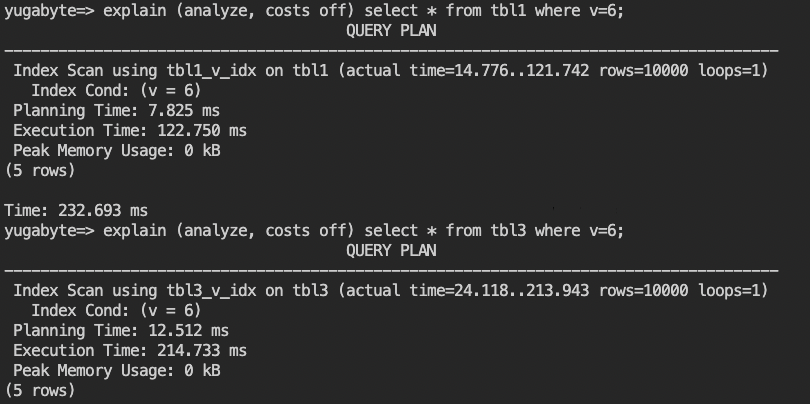 yugabyte=> explain (analyze, costs off) select * from tbl1 where v=6;
QUERY PLAN
------------------------------------------------------------------------------
Index Scan using tbl1_v_idx on tbl1 (actual time=14.776..121.742 rows=10000 loops=1)
Index Cond: (v = 6)
Planning Time: 7.825 ms
Execution Time: 122.750 ms
Peak Memory Usage: 0 kB
(5 rows)

Time: 232.693 ms
yugabyte=> explain (analyze, costs off) select * from tbl3 where v=6;
QUERY PLAN
------------------------------------------------------------------------------
Index Scan using tbl3_v_idx on tbl3 (actual time=24.118..213.943 rows=10000 loops=1)
Index Cond: (v = 6)
Planning Time: 12.512 ms
Execution Time: 214.733 ms
Peak Memory Usage: 0 kB
(5 rows)